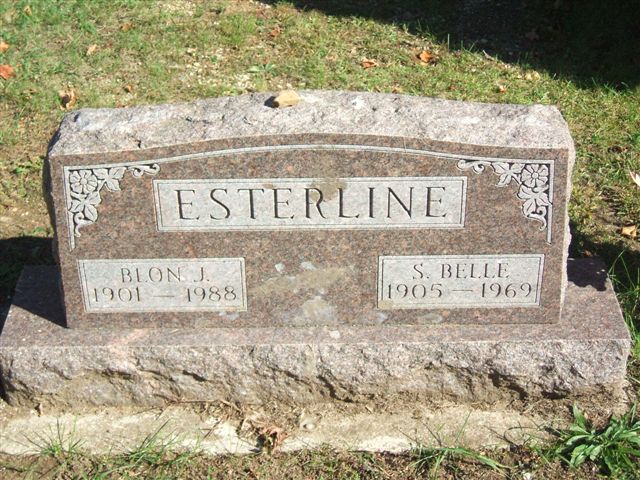 ESTERLINE
BLON J.
1901 — 1988
S. BELLE
1905 — 1969